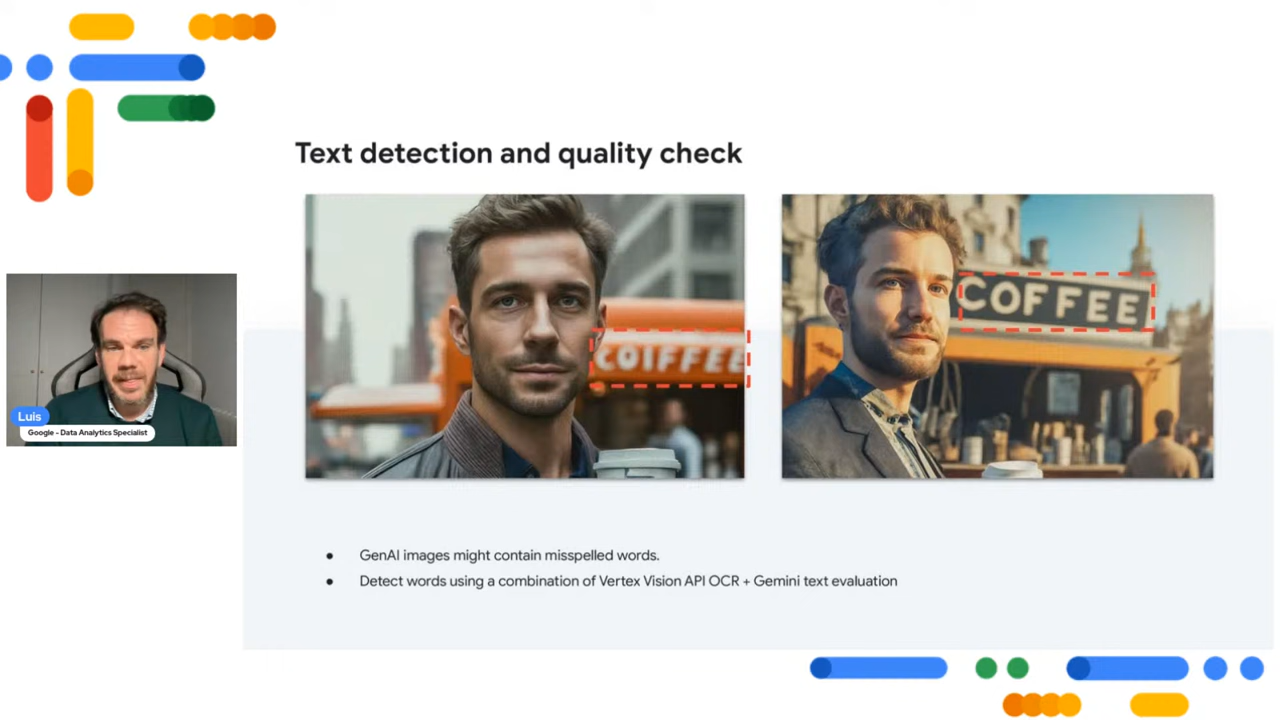 Text detection and quality check
COIFFEE
COFFEE
Luis
Google - Data Analytics Specialist
● GenAI images might contain misspelled words.
● Detect words using a combination of Vertex Vision API OCR + Gemini text evaluation